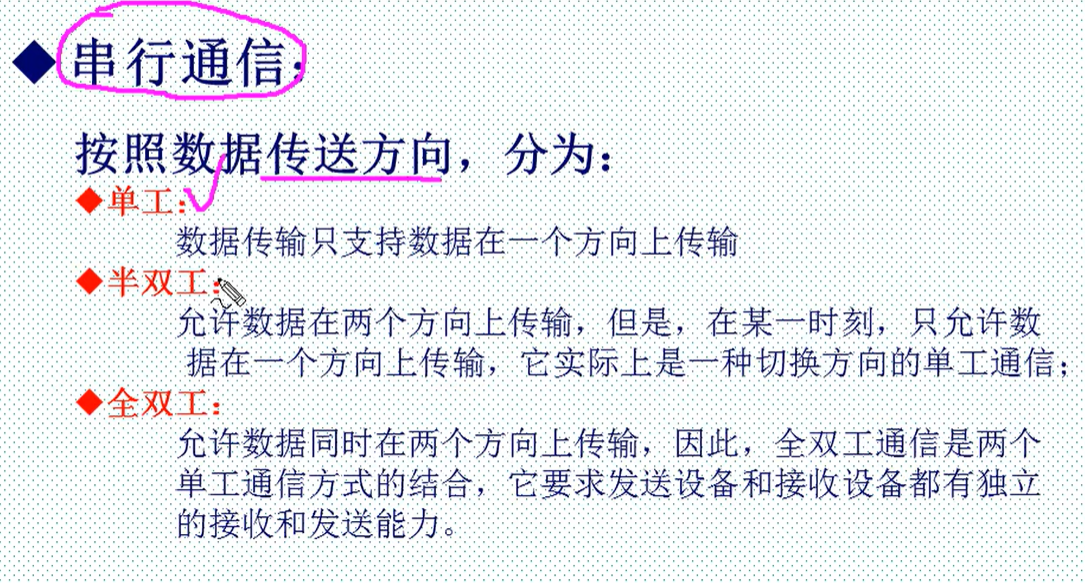 ◆串行通信：
按照数据传送方向，分为：
◆单工：
数据传输只支持数据在一个方向上传输
◆半双工：
允许数据在两个方向上传输，但是，在某一时刻，只允许数
据在一个方向上传输，它实际上是一种切换方向的单工通信；
◆全双工：
允许数据同时在两个方向上传输，因此，全双工通信是两个
单工通信方式的结合，它要求发送设备和接收设备都有独立
的接收和发送能力。